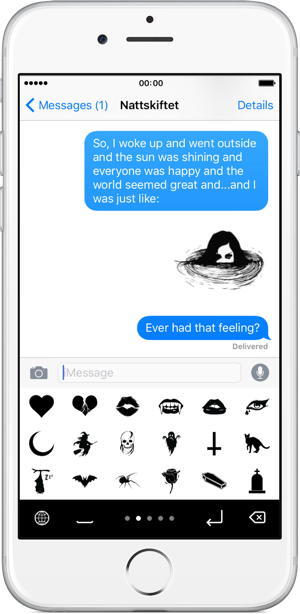 00:00
Messages (1)
Nattskiftet
Details
So, I woke up and went outside
and the sun was shining and
everyone was happy and the
world seemed great and...and I
was just like:
Ever had that feeling?
Delivered
iMessage
Zz!